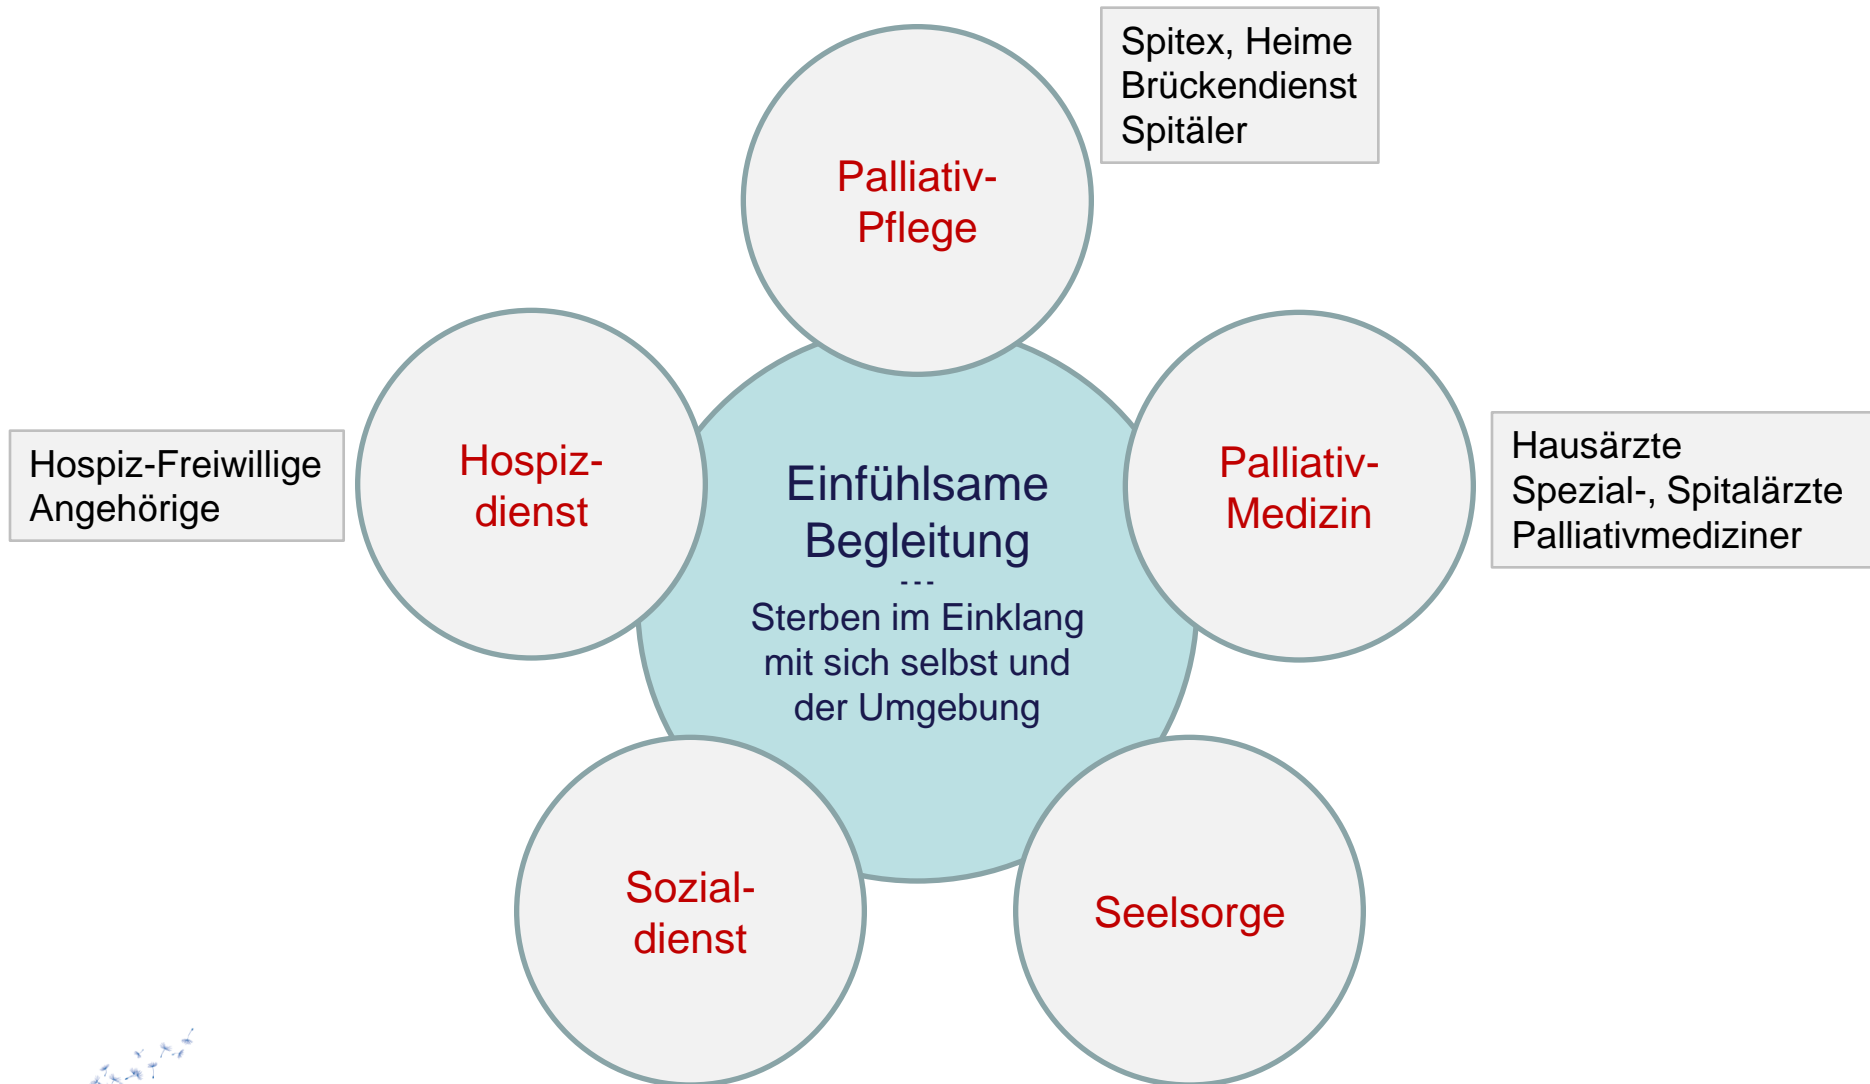 Spitex, Heime
Brückendienst
Spitäler
Palliativ-
Pflege
Hospiz-Freiwillige
Angehörige
Hospiz-
dienst
Einfühlsame
Begleitung
---
Sterben im Einklang
mit sich selbst und
der Umgebung
Palliativ-
Medizin
Hausärzte
Spezial-, Spitalärzte
Palliativmediziner
Sozial-
dienst
Seelsorge